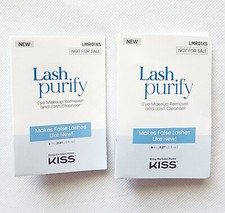 NEW
LMR01XS
NOT FOR SALE
Lash
purify
Eye Makeup Remover
and Lash Cleanser
Makes False Lashes
Like New!
KISS
NEW
LMR01XS
NOT FOR SALE
Lash
purify
Eye Makeup Remover
and Lash Cleanser
Makes False Lashes
Like New!
KISS